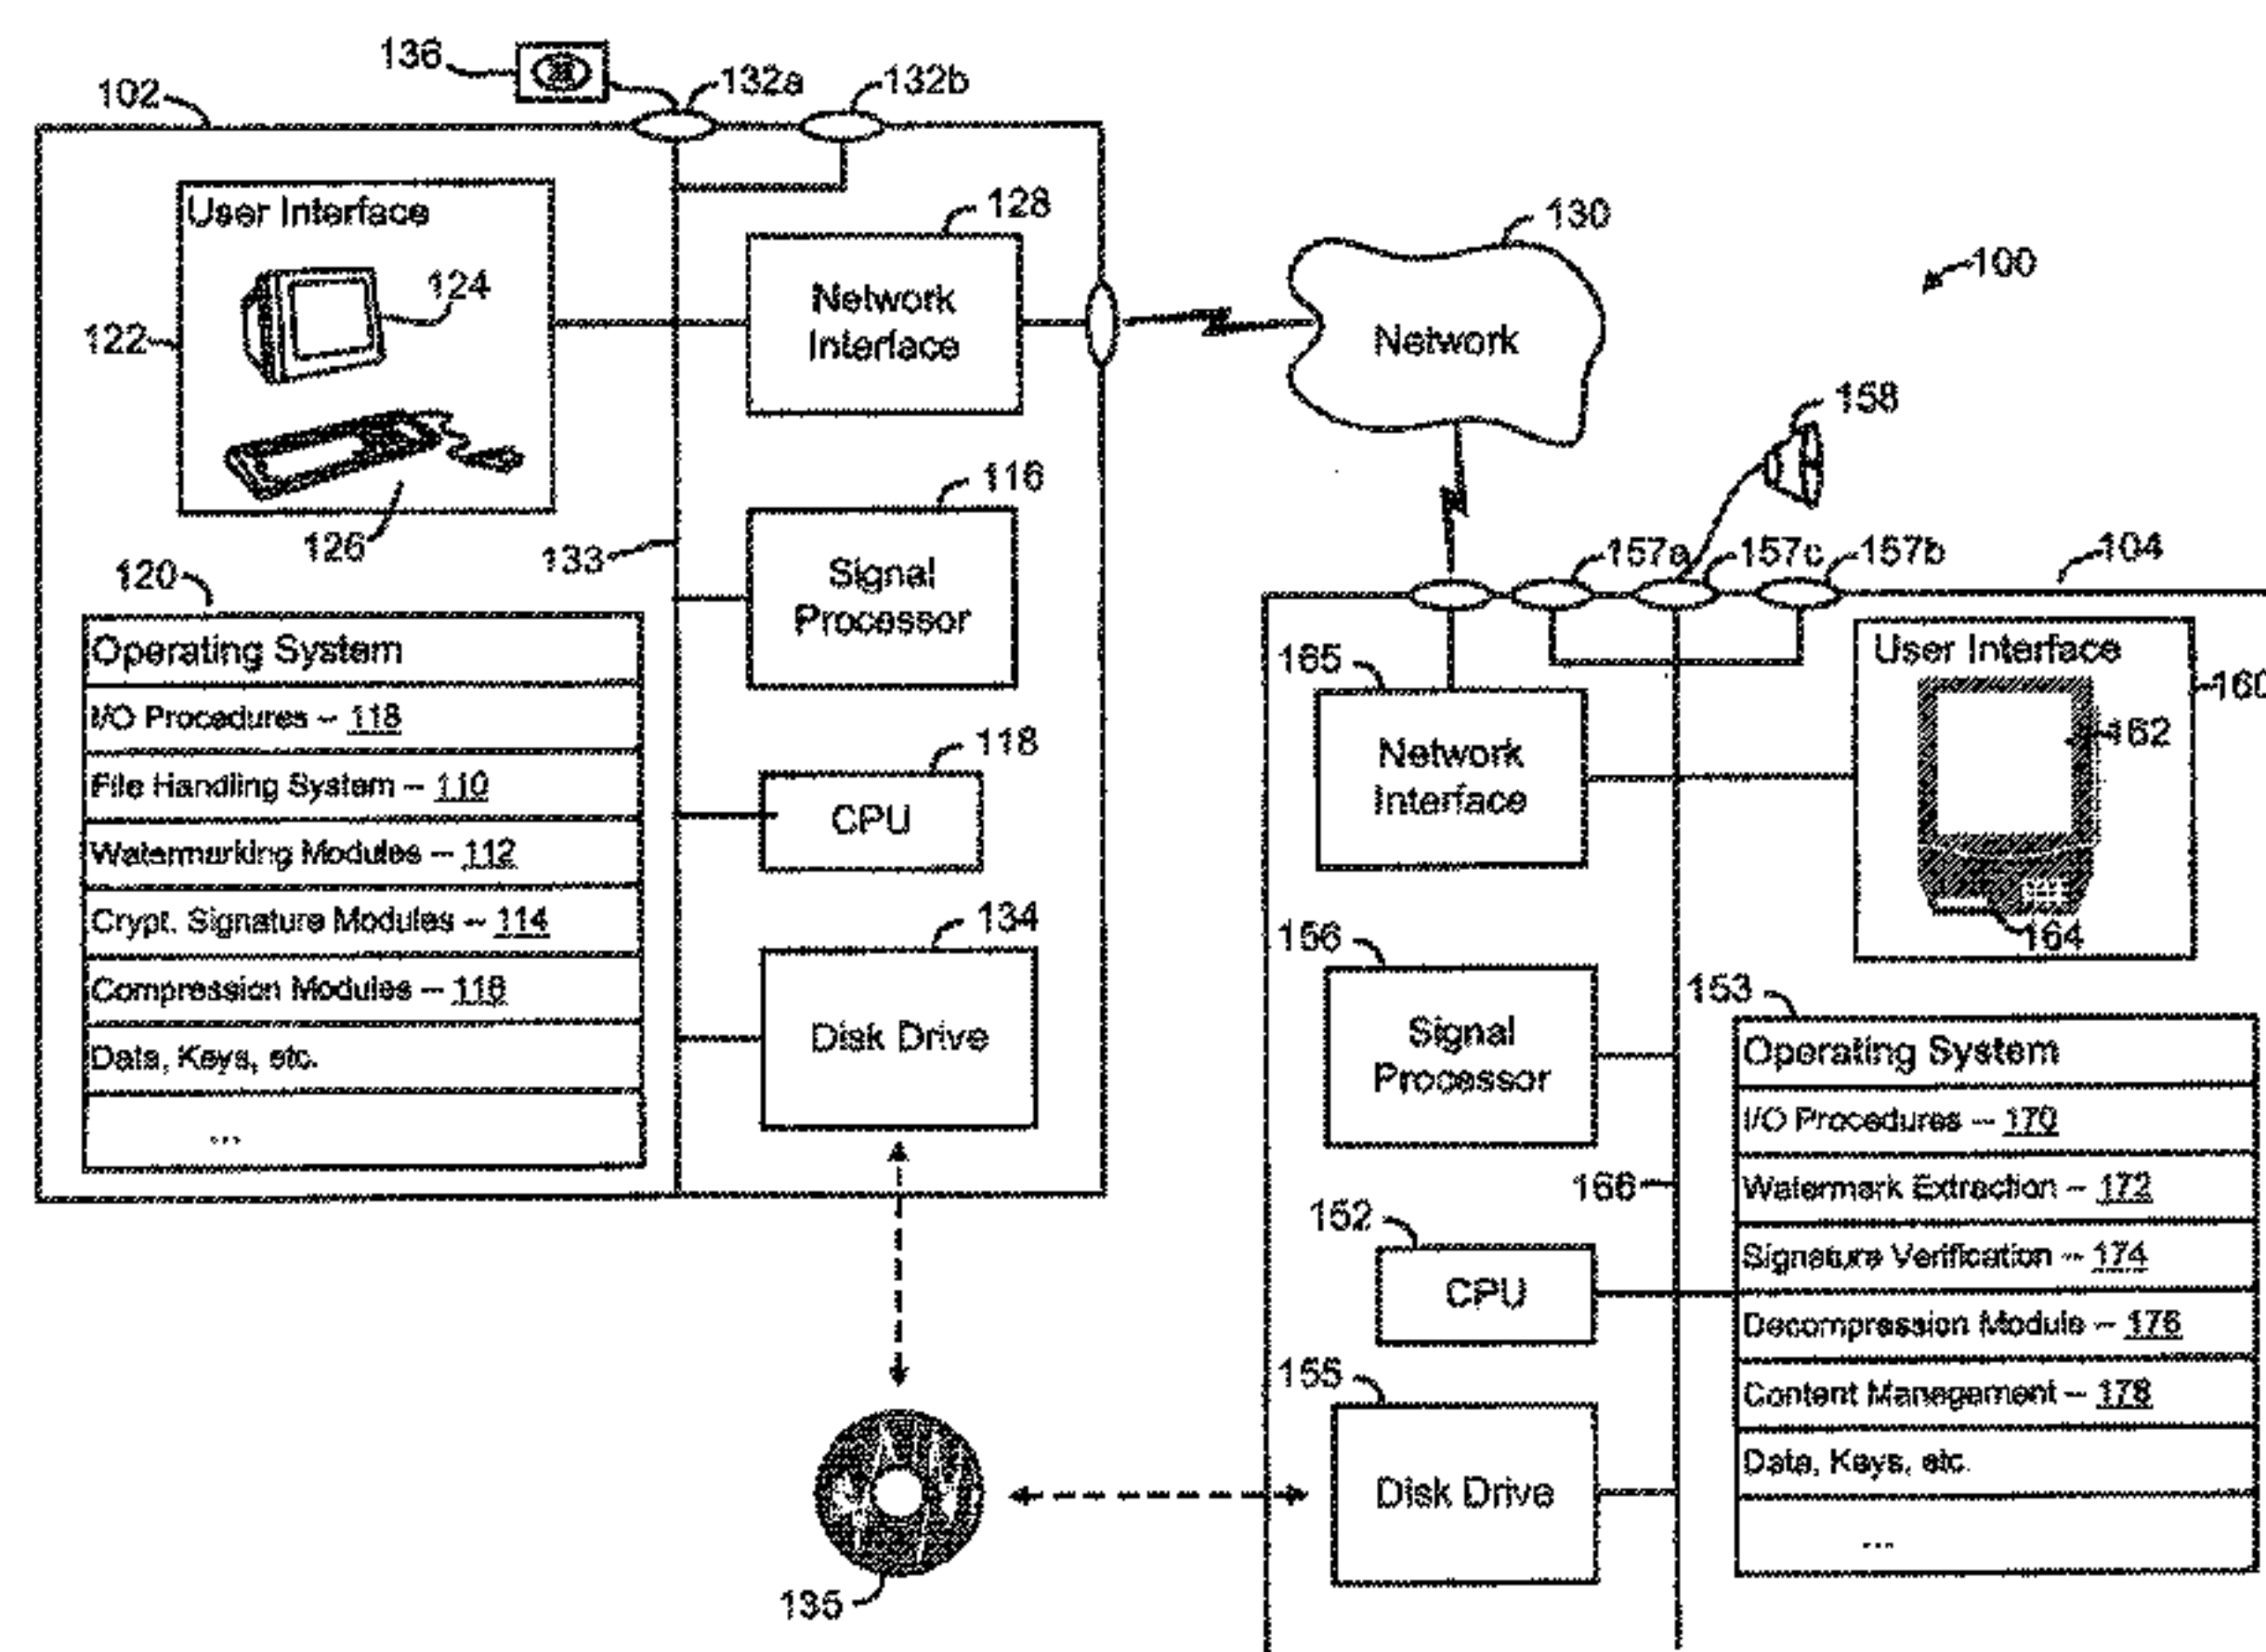 136
132a
132b
102
User Interface
128
130
100
124
Network
Interface
122
Network
158
116
126
133
157a
157c
157b
104
120
Signal
Processor
Operating System
165
User Interface
160
I/O Procedures -- 118
118
Network
Interface
162
File Handling System -- 110
CPU
Watermarking Modules -- 112
134
Crypt. Signature Modules -- 114
156
164
Compression Modules -- 116
153
Disk Drive
Signal
Processor
Operating System
Data, Keys, etc.
I/O Procedures -- 170
...
166
Watermark Extraction -- 172
152
Signature Verification -- 174
CPU
Decompression Module -- 176
155
Content Management -- 178
Data, Keys, etc.
Disk Drive
...
135